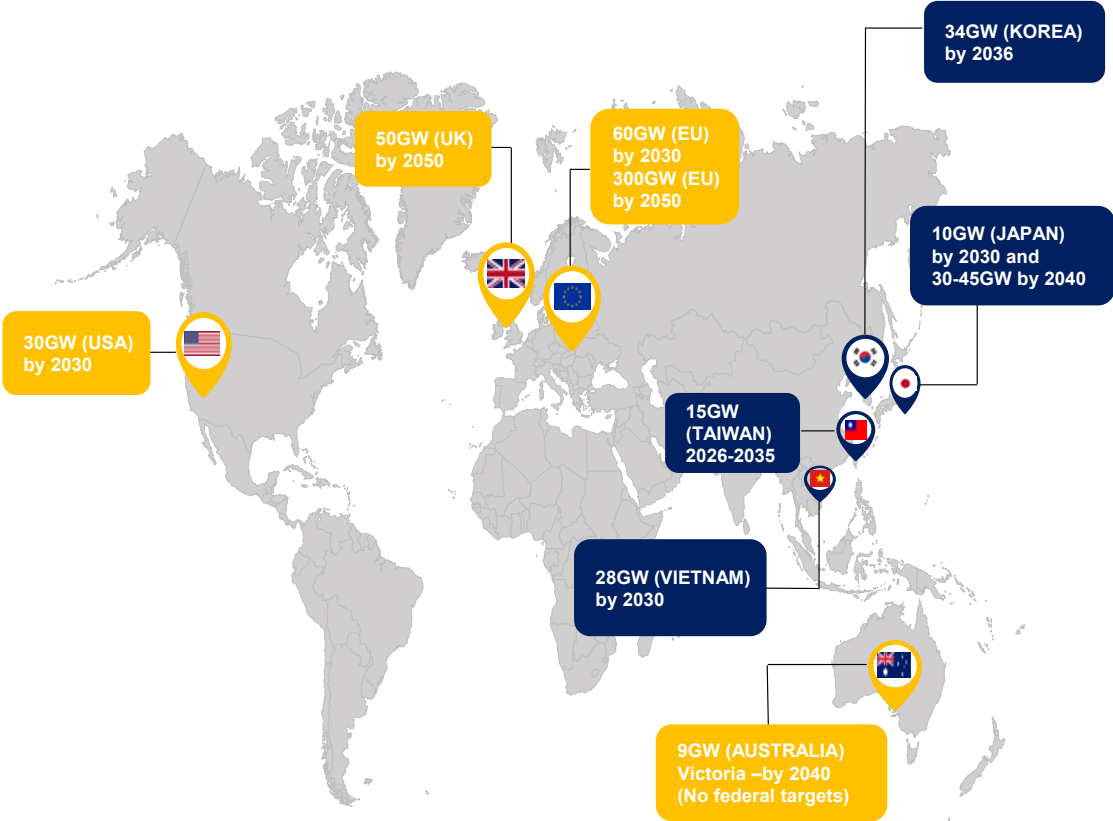 34GW (KOREA)
by 2036
50GW (UK)
by 2050
60GW (EU)
by 2030
300GW (EU)
by 2050
10GW (JAPAN)
by 2030 and
30-45GW by 2040
30GW (USA)
by 2030
15GW
(TAIWAN)
2026-2035
28GW (VIETNAM)
by 2030
9GW (AUSTRALIA)
Victoria –by 2040
(No federal targets)